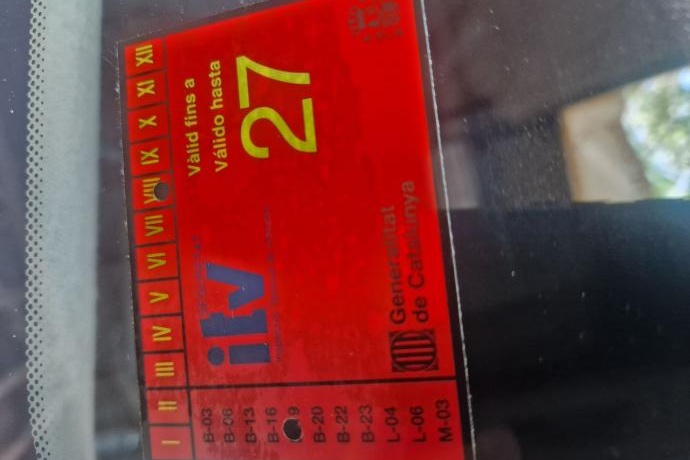 I II III IV V VI VII VIII IX X XI XII
Vàlid fins a
Válido hasta
27
itv
Generalitat
de Catalunya
B-03
B-06
B-13
B-16
B-20
B-22
B-23
L-04
L-06
M-03